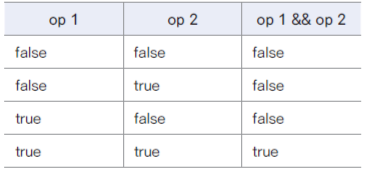 op 1 op 2 op 1 && op 2
false false false
false true false
true false false
true true true